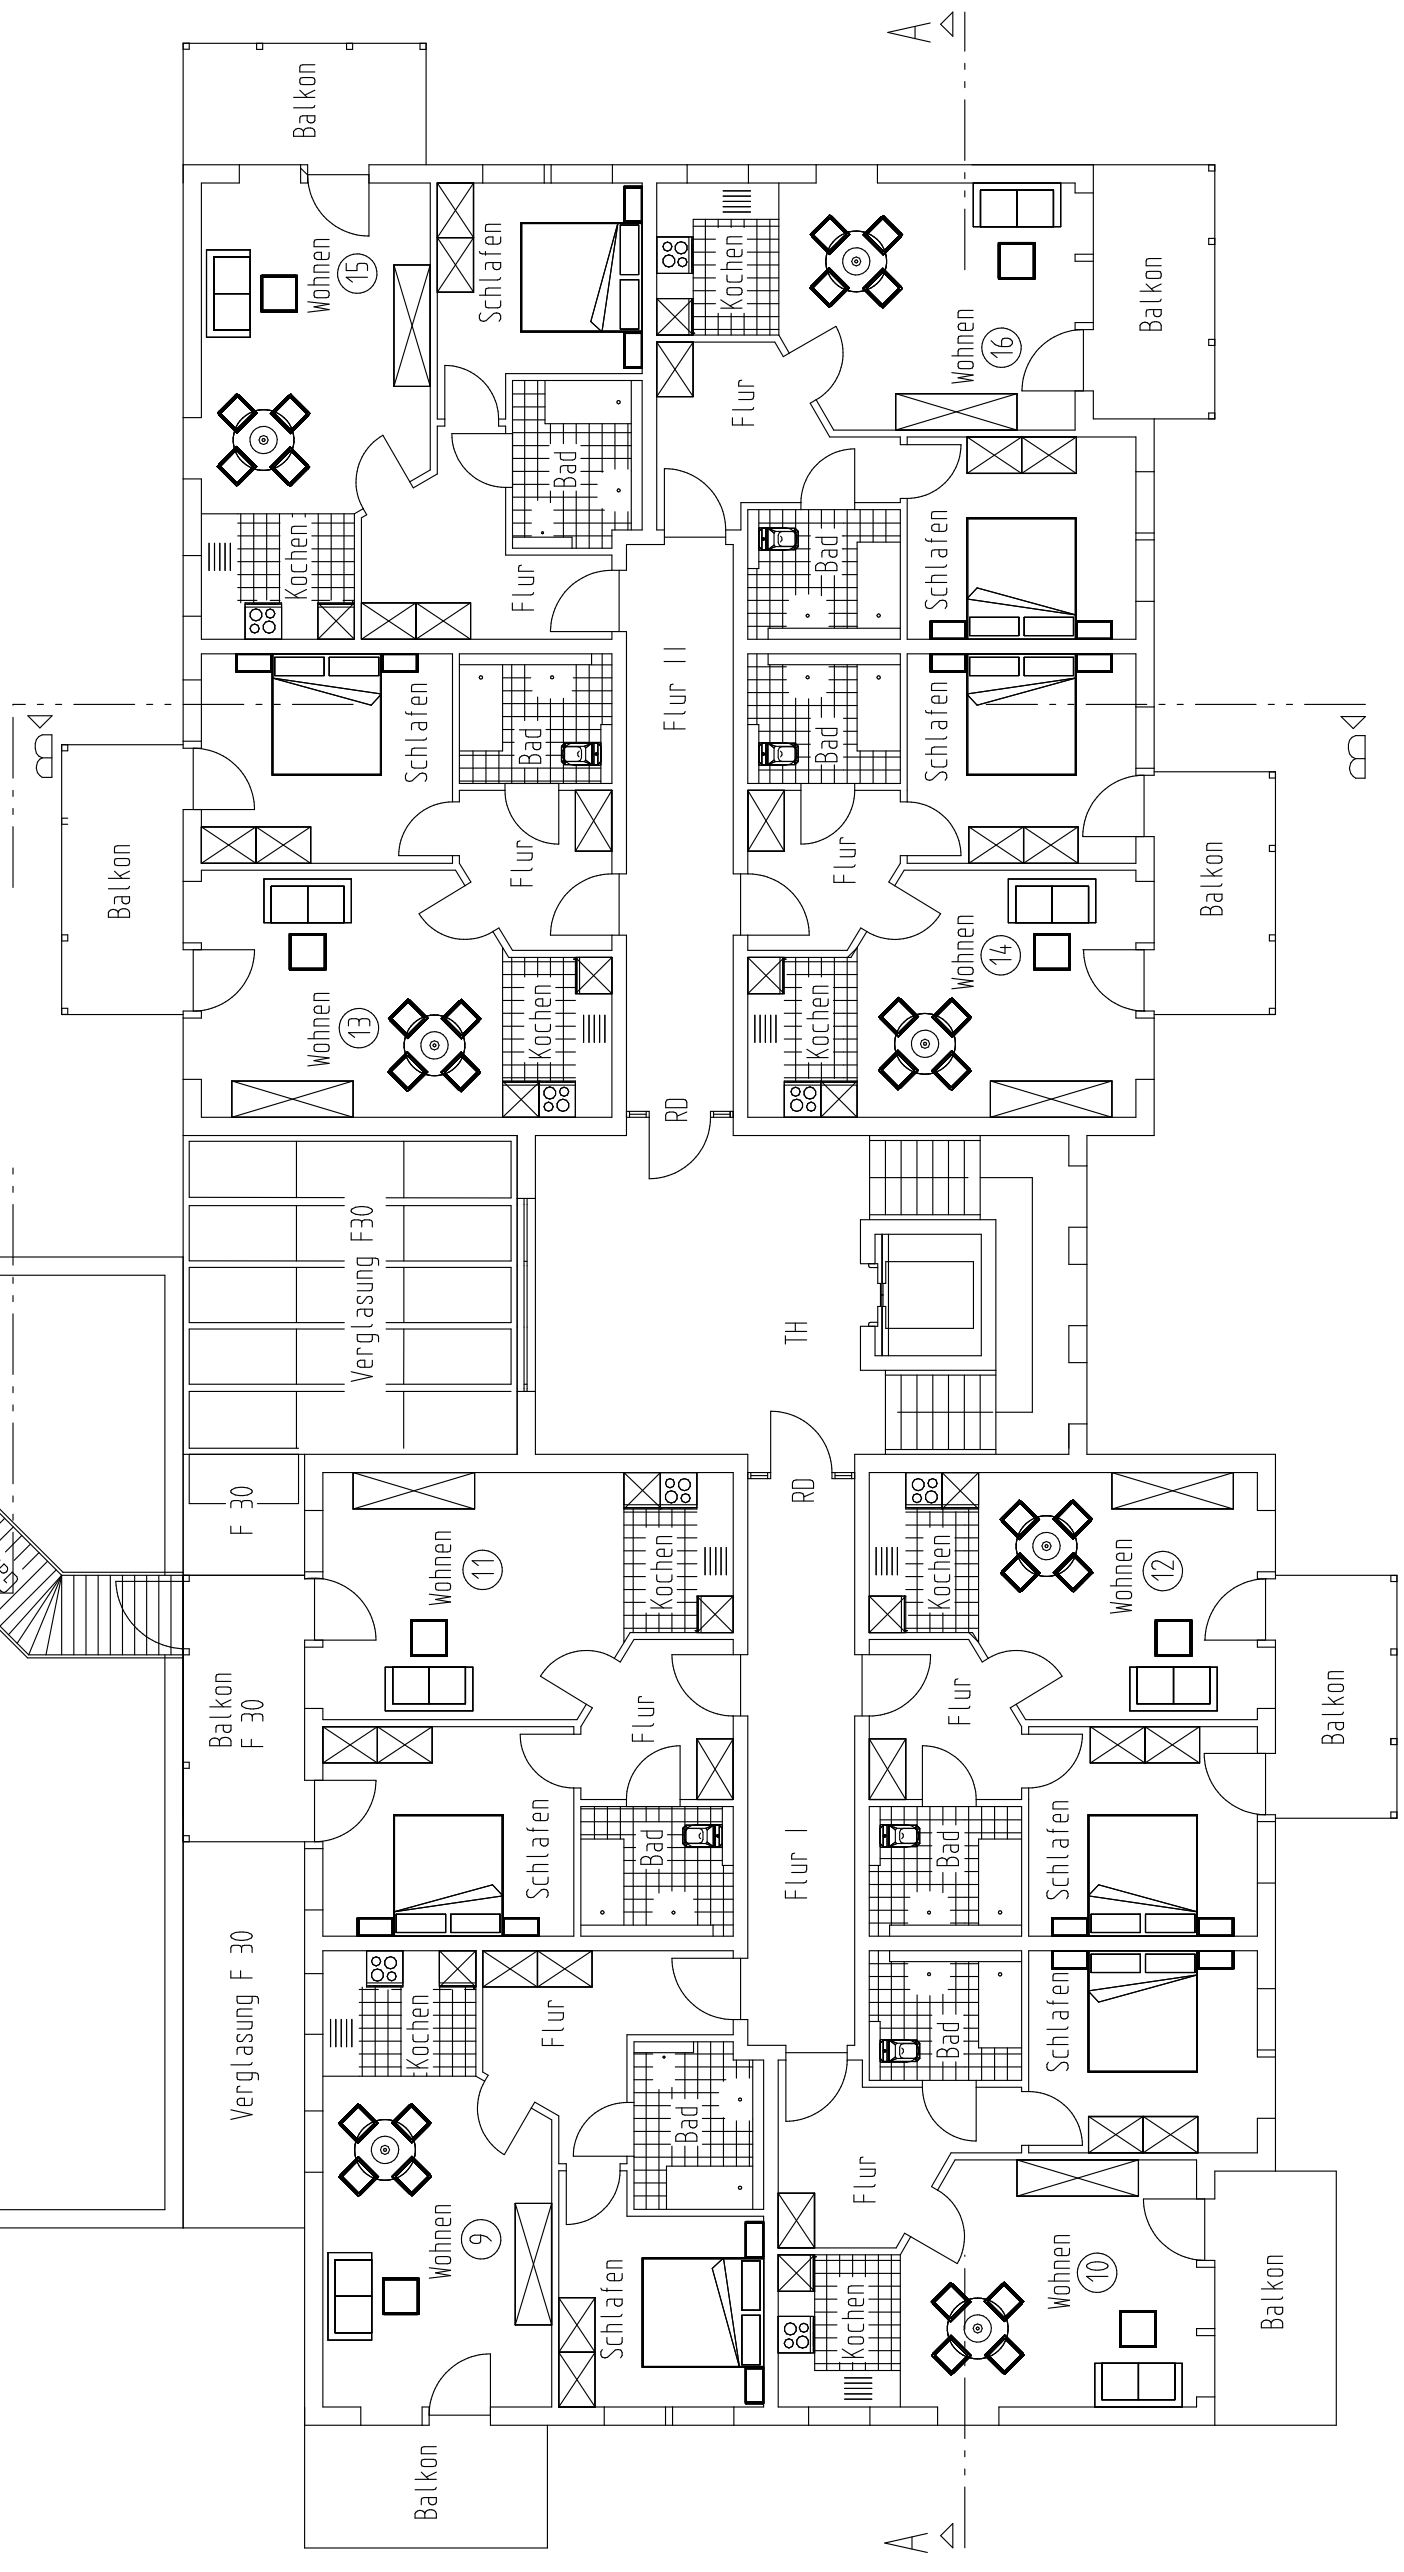 A
Balkon
Wohnen
15
Schlafen
Kochen
Wohnen
16
Balkon
Flur
Bad
Kochen
Flur
Bad
Schlafen
B
Balkon
Schlafen
Bad
Flur
Flur II
Bad
Schlafen
B
Flur
Balkon
Wohnen
13
Kochen
Kochen
Wohnen
14
RD
Verglasung F30
TH
F 30
RD
Wohnen
11
Kochen
Kochen
Wohnen
12
Balkon
F 30
Flur
Flur
Balkon
Schlafen
Bad
Flur I
Bad
Schlafen
Verglasung F 30
Kochen
Flur
Bad
Schlafen
Bad
Flur
Wohnen
9
Schlafen
Kochen
Wohnen
10
Balkon
Balkon
A